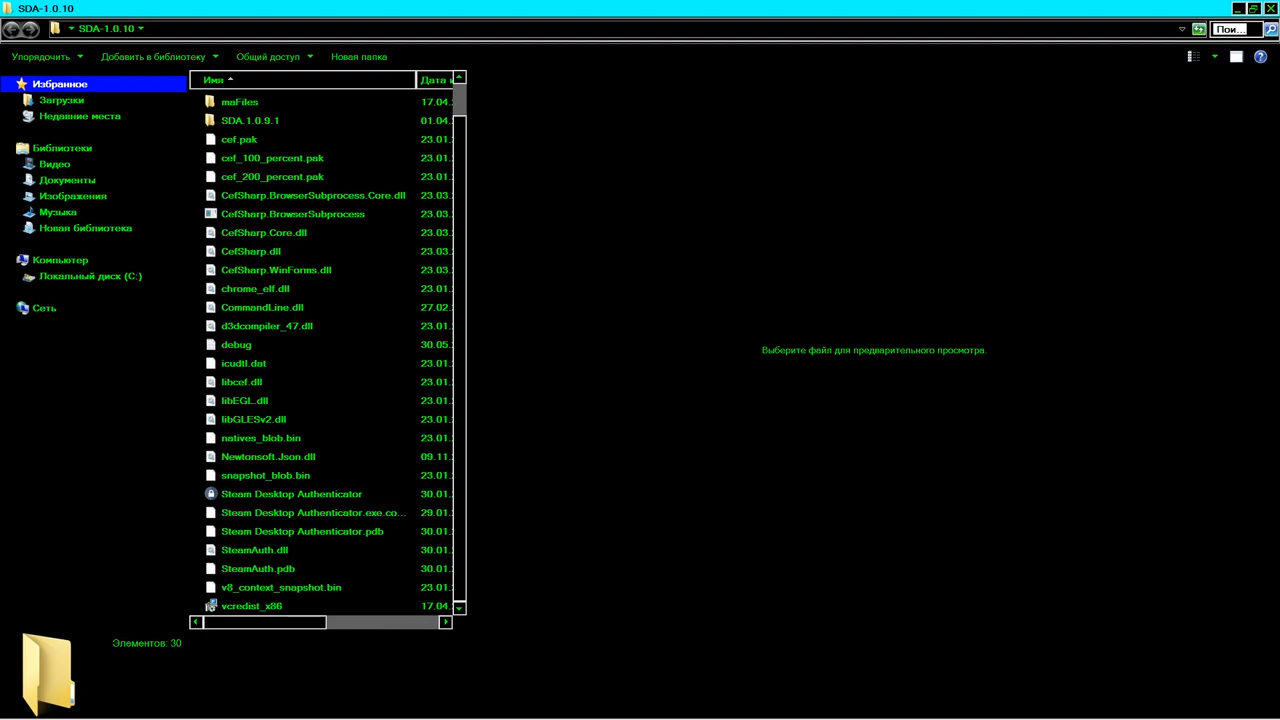 SDA-1.0.10
SDA-1.0.10
Пои...
Упорядочить
Добавить в библиотеку
Общий доступ
Новая папка
Избранное
Загрузки
Недавние места
Библиотеки
Видео
Документы
Изображения
Музыка
Новая библиотека
Компьютер
Локальный диск (C:)
Сеть
Имя
Дата
maFiles 17.04.
SDA.1.0.9.1 01.04.
cef.pak 23.01.
cef_100_percent.pak 23.01.
cef_200_percent.pak 23.01.
CefSharp.BrowserSubprocess.Core.dll 23.03.
CefSharp.BrowserSubprocess 23.03.
CefSharp.Core.dll 23.03.
CefSharp.dll 23.03.
CefSharp.WinForms.dll 23.03.
chrome_elf.dll 23.01.
CommandLine.dll 27.02.
d3dcompiler_47.dll 23.01.
debug 30.05.
icudtl.dat 23.01.
libcef.dll 23.01.
libEGL.dll 23.01.
libGLESv2.dll 23.01.
natives_blob.bin 23.01.
Newtonsoft.Json.dll 09.11.
snapshot_blob.bin 23.01.
Steam Desktop Authenticator 30.01.
Steam Desktop Authenticator.exe.co... 29.01.
Steam Desktop Authenticator.pdb 30.01.
SteamAuth.dll 30.01.
SteamAuth.pdb 30.01.
v8_context_snapshot.bin 23.01.
vcredist_x86 17.04.
Выберите файл для предварительного просмотра.
Элементов: 30